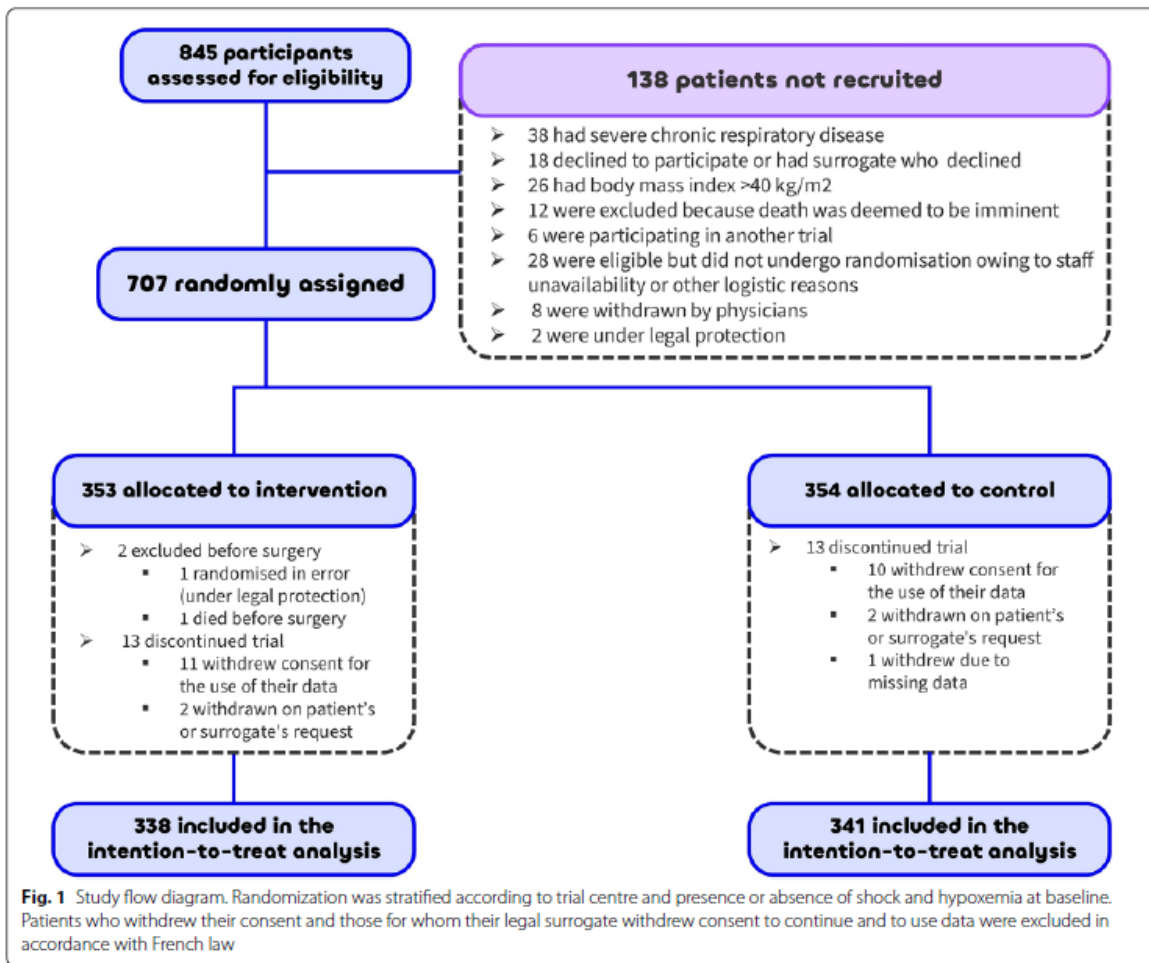 845 participants
assessed for eligibility
138 patients not recruited
➤ 38 had severe chronic respiratory disease
➤ 18 declined to participate or had surrogate who declined
➤ 26 had body mass index >40 kg/m2
➤ 12 were excluded because death was deemed to be imminent
➤ 6 were participating in another trial
➤ 28 were eligible but did not undergo randomisation owing to staff
unavailability or other logistic reasons
➤ 8 were withdrawn by physicians
➤ 2 were under legal protection
707 randomly assigned
353 allocated to intervention
➤ 2 excluded before surgery
▪ 1 randomised in error
(under legal protection)
▪ 1 died before surgery
➤ 13 discontinued trial
▪ 11 withdrew consent for
the use of their data
▪ 2 withdrawn on patient's
or surrogate's request
338 included in the
intention-to-treat analysis
354 allocated to control
➤ 13 discontinued trial
▪ 10 withdrew consent for
the use of their data
▪ 2 withdrawn on patient's
or surrogate's request
▪ 1 withdrew due to
missing data
341 included in the
intention-to-treat analysis
Fig. 1 Study flow diagram. Randomization was stratified according to trial centre and presence or absence of shock and hypoxemia at baseline.
Patients who withdrew their consent and those for whom their legal surrogate withdrew consent to continue and to use data were excluded in
accordance with French law